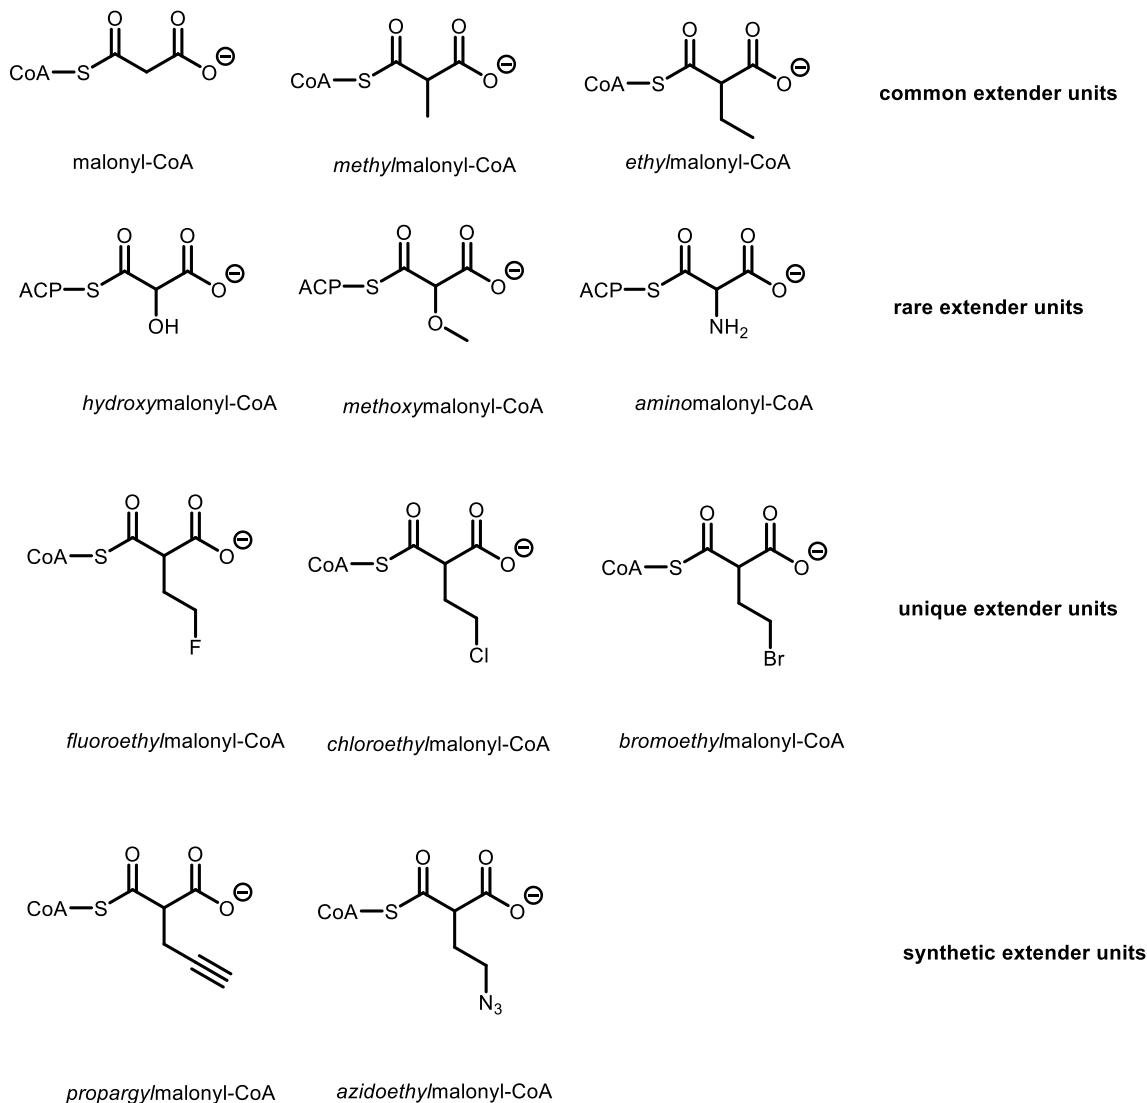 O O O O O O
CoA S O⊖ CoA S O⊖ CoA S O⊖
common extender units
malonyl-CoA methylmalonyl-CoA ethylmalonyl-CoA
O O O O O O
ACP S O⊖ ACP S O⊖ ACP S O⊖
OH O NH2
rare extender units
hydroxymalonyl-CoA methoxymalonyl-CoA aminomalonyl-CoA
O O O O O O
CoA S O⊖ CoA S O⊖ CoA S O⊖
F Cl Br
unique extender units
fluoroethylmalonyl-CoA chloroethylmalonyl-CoA bromoethylmalonyl-CoA
O O O O
CoA S O⊖ CoA S O⊖
synthetic extender units
N3
propargylmalonyl-CoA azidoethylmalonyl-CoA